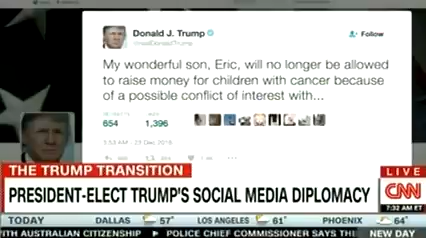 Donald J. Trump
@realDonaldTrump
Follow
My wonderful son, Eric, will no longer be allowed
to raise money for children with cancer because
of a possible conflict of interest with...
654 1,396
THE TRUMP TRANSITION
LIVE
PRESIDENT-ELECT TRUMP'S SOCIAL MEDIA DIPLOMACY
CNN
7:32 AM ET
TODAY DALLAS 57° LOS ANGELES 61° PHOENIX 64°
ITH AUSTRALIAN CITIZENSHIP POLICE CHIEF COMMISSIONER SAYS THI
NEW DAY